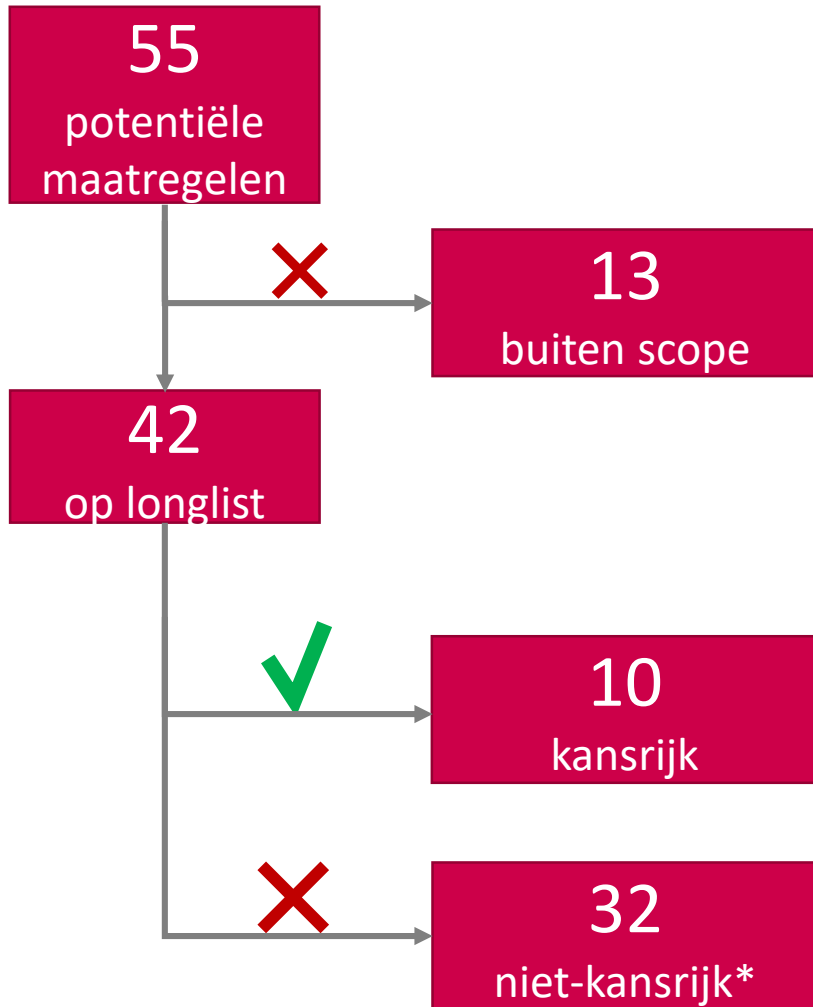 55
potentiële
maatregelen
13
buiten scope
42
op longlist
10
kansrijk
32
niet-kansrijk*